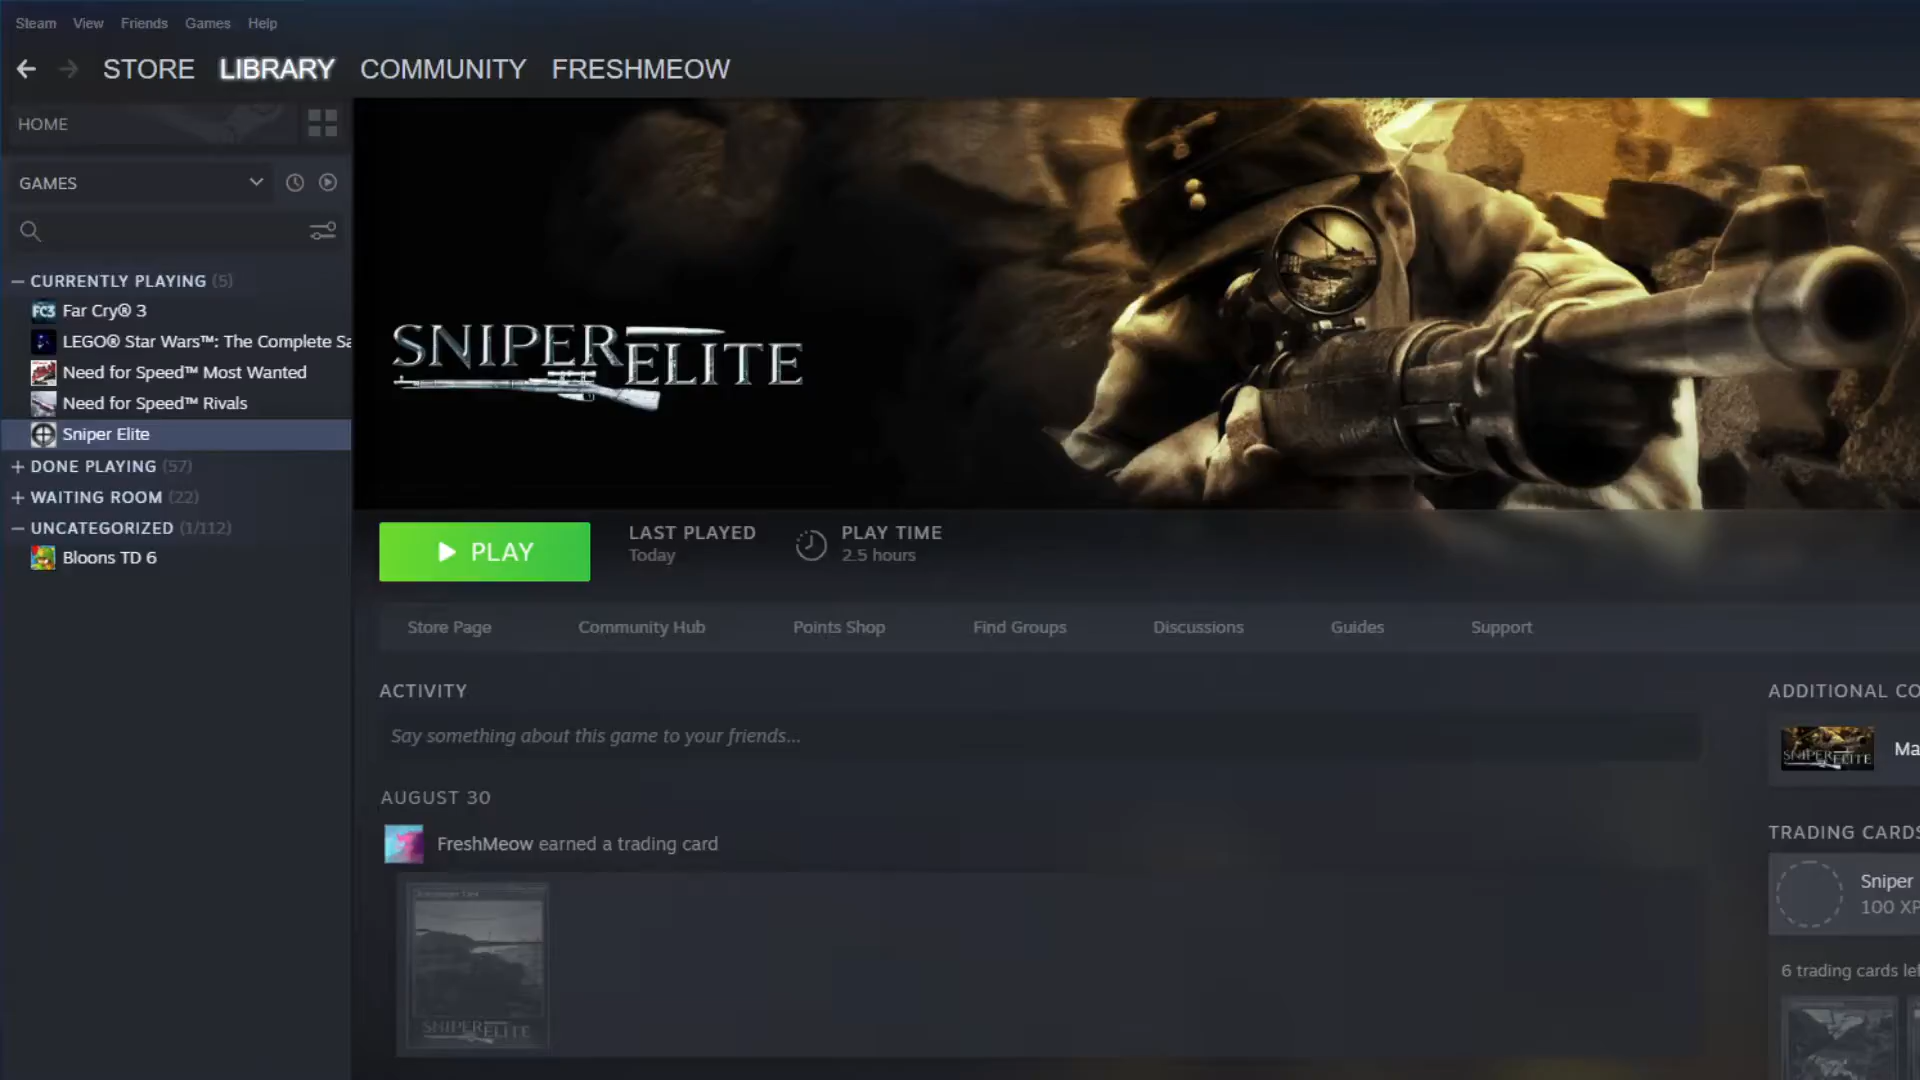 Steam View Friends Games Help
STORE LIBRARY COMMUNITY FRESHMEOW
HOME
GAMES
CURRENTLY PLAYING (5)
FC3 Far Cry® 3
LEGO® Star Wars™: The Complete Sa
Need for Speed™ Most Wanted
Need for Speed™ Rivals
Sniper Elite
DONE PLAYING (57)
WAITING ROOM (22)
UNCATEGORIZED (1/112)
Bloons TD 6
SNIPER ELITE
PLAY
LAST PLAYED
Today
PLAY TIME
2.5 hours
Store Page Community Hub Points Shop Find Groups Discussions Guides Support
ACTIVITY
Say something about this game to your friends...
AUGUST 30
FreshMeow earned a trading card
SNIPER ELITE
ADDITIONAL CO
SNIPER ELITE
Ma
TRADING CARDS
Sniper
100 XP
6 trading cards lef